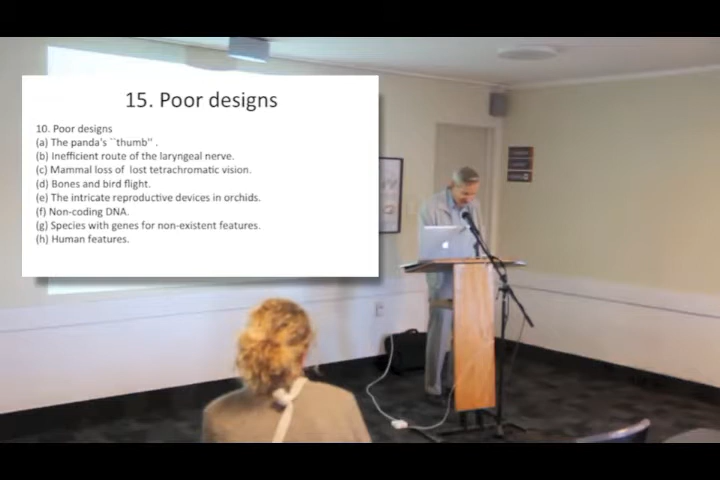 15. Poor designs
10. Poor designs
(a) The panda's ``thumb'' .
(b) Inefficient route of the laryngeal nerve.
(c) Mammal loss of  lost tetrachromatic vision.
(d) Bones and bird flight.
(e) The intricate reproductive devices in orchids.
(f) Non-coding DNA.
(g) Species with genes for non-existent features.
(h) Human features.